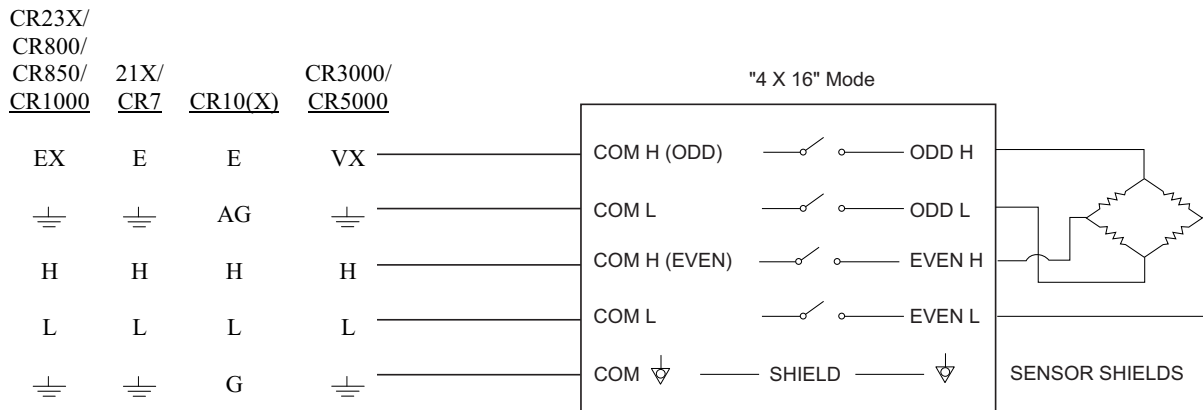 CR23X/
CR800/
CR850/ 21X/ CR3000/
CR1000 CR7 CR10(X) CR5000
"4 X 16" Mode
EX E E VX COM H (ODD) ODD H
AG COM L ODD L
H H H H COM H (EVEN) EVEN H
L L L L COM L EVEN L
G COM SHIELD SENSOR SHIELDS